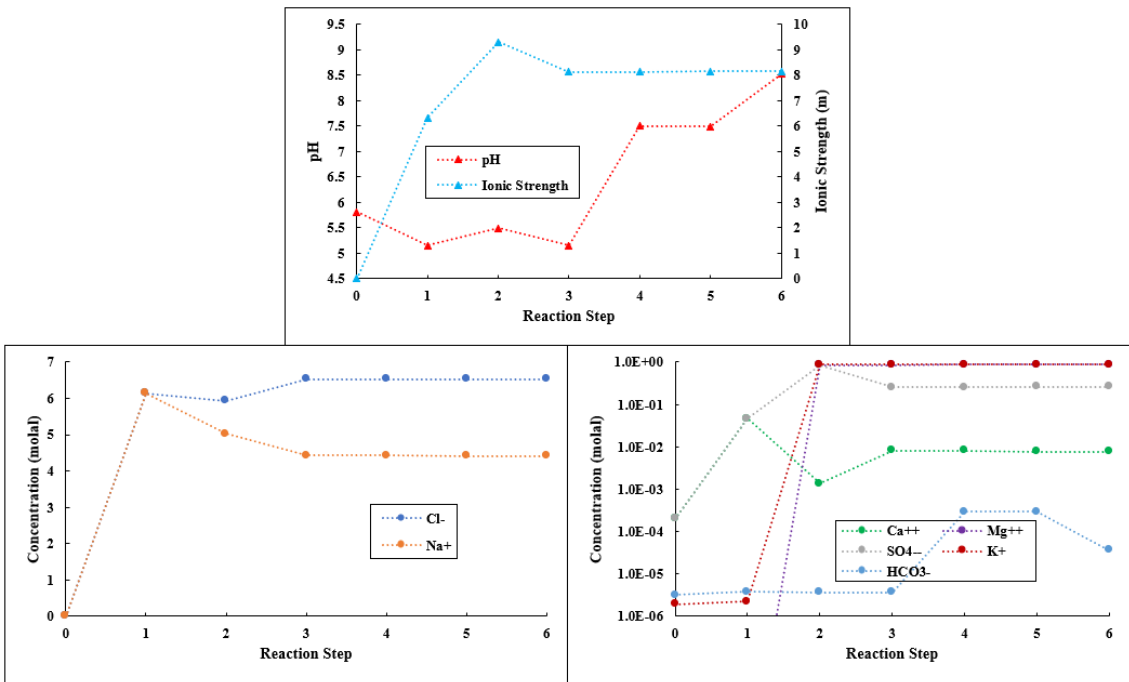 9.5
9
8.5
8
7.5
7
6.5
6
5.5
5
4.5
pH
10
9
8
7
6
5
4
3
2
1
0
Ionic Strength (m)
pH
Ionic Strength
0 1 2 3 4 5 6
Reaction Step
7
6
5
4
3
2
1
0
Concentration (molal)
Cl-
Na+
0 1 2 3 4 5 6
Reaction Step
1.0E+00
1.0E-01
1.0E-02
1.0E-03
1.0E-04
1.0E-05
1.0E-06
Concentration (molal)
Ca++ Mg++
SO4-- K+
HCO3-
0 1 2 3 4 5 6
Reaction Step